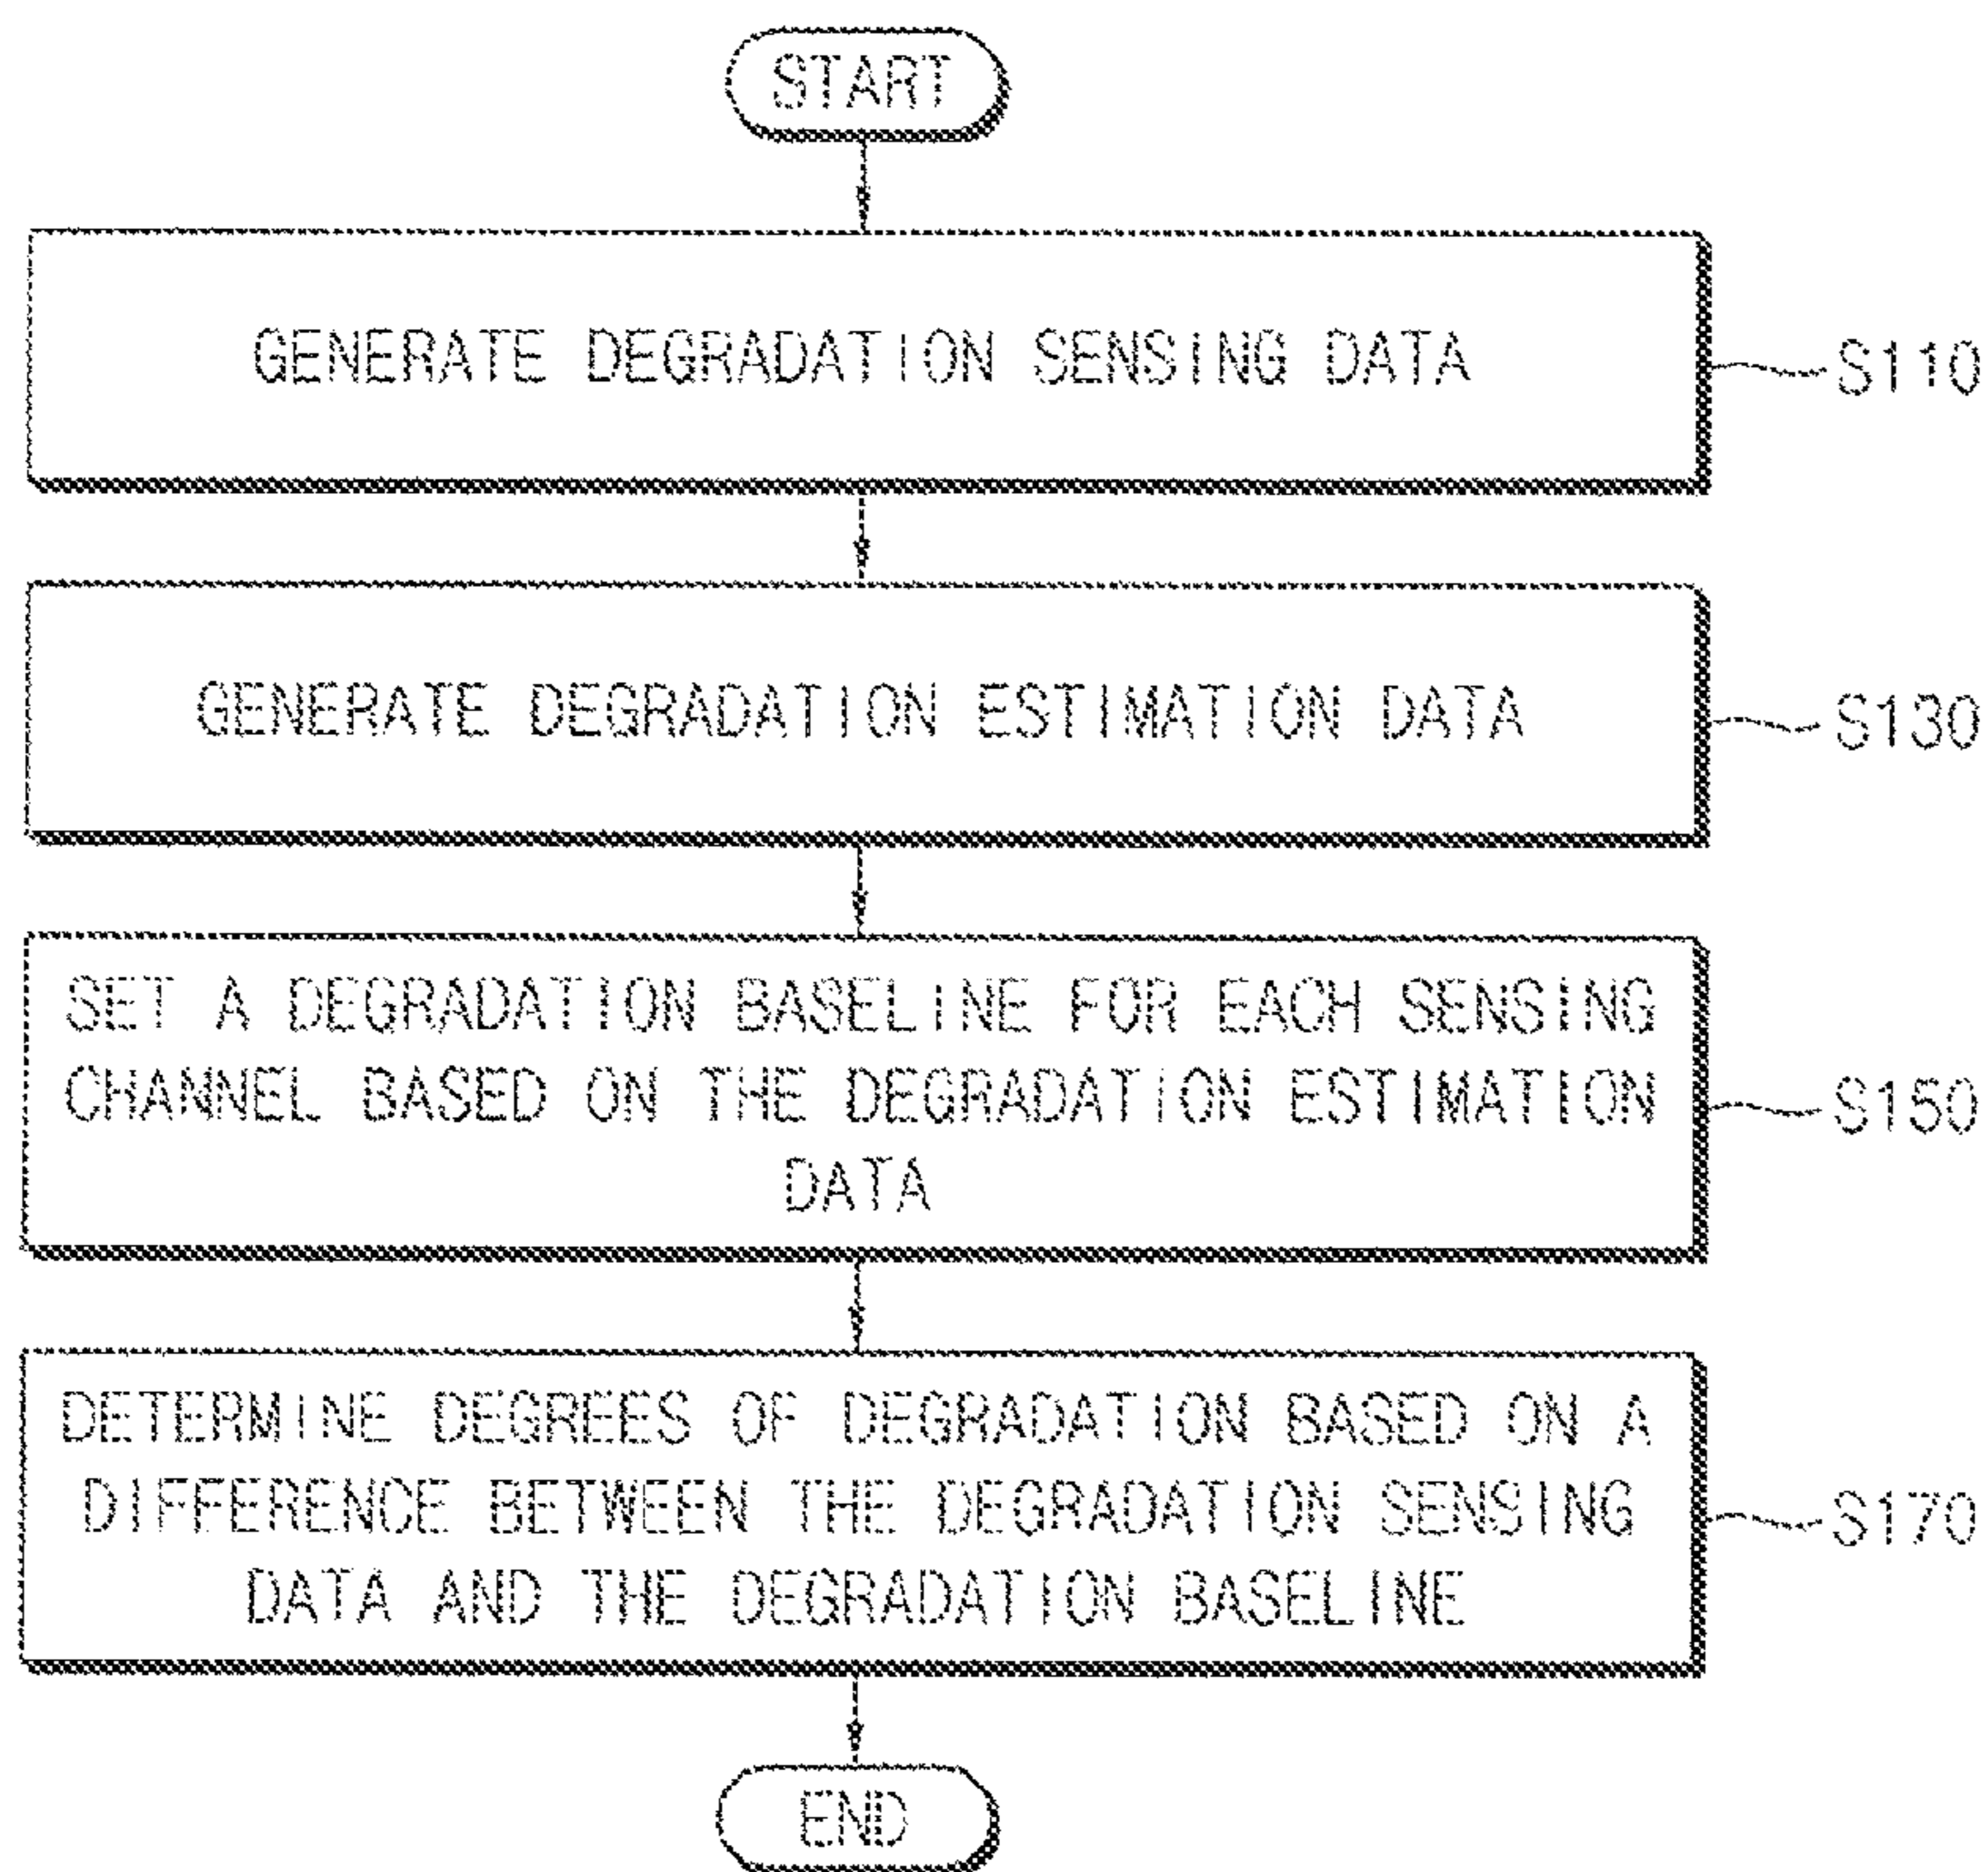 START
GENERATE DEGRADATION SENSING DATA
S110
GENERATE DEGRADATION ESTIMATION DATA
S130
SET A DEGRADATION BASELINE FOR EACH SENSING
CHANNEL BASED ON THE DEGRADATION ESTIMATION
DATA
S150
DETERMINE DEGREES OF DEGRADATION BASED ON A
DIFFERENCE BETWEEN THE DEGRADATION SENSING
DATA AND THE DEGRADATION BASELINE
S170
END